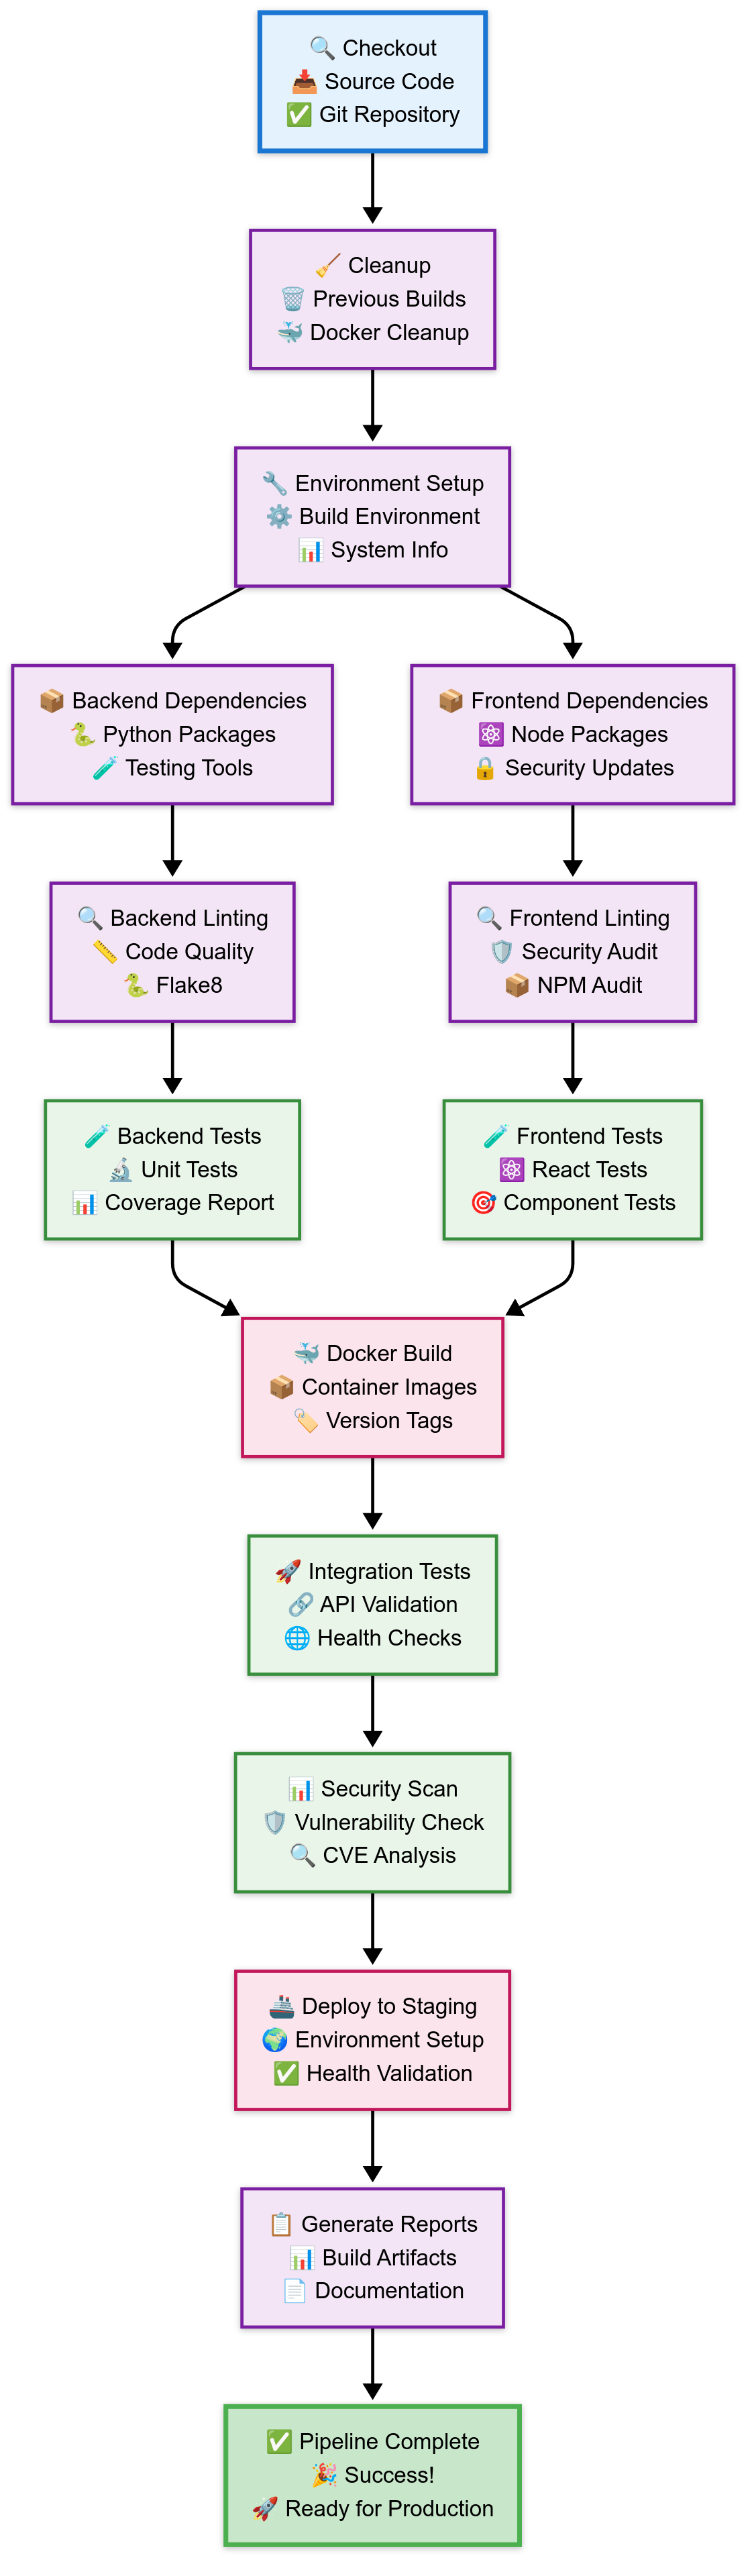 🔍 Checkout
📥 Source Code
✅ Git Repository
🧹 Cleanup
🗑️ Previous Builds
🐳 Docker Cleanup
🔧 Environment Setup
⚙️ Build Environment
📊 System Info
📦 Backend Dependencies
🐍 Python Packages
🧪 Testing Tools
📦 Frontend Dependencies
⚛️ Node Packages
🔒 Security Updates
🔍 Backend Linting
📏 Code Quality
🐍 Flake8
🔍 Frontend Linting
🛡️ Security Audit
📦 NPM Audit
🧪 Backend Tests
🔬 Unit Tests
📊 Coverage Report
🧪 Frontend Tests
⚛️ React Tests
🎯 Component Tests
🐳 Docker Build
📦 Container Images
🏷️ Version Tags
🚀 Integration Tests
🔗 API Validation
🌐 Health Checks
📊 Security Scan
🛡️ Vulnerability Check
🔍 CVE Analysis
🚢 Deploy to Staging
🌍 Environment Setup
✅ Health Validation
📋 Generate Reports
📊 Build Artifacts
📄 Documentation
✅ Pipeline Complete
🎉 Success!
🚀 Ready for Production